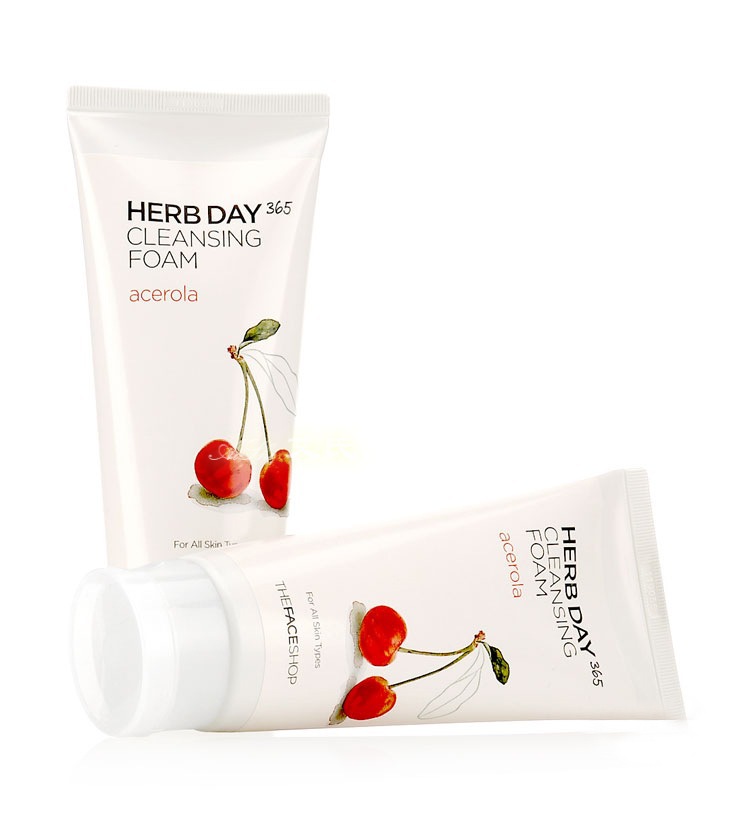 HERB DAY 365
CLEANSING
FOAM
acerola
For All Skin
HERB DAY 365
CLEANSING
FOAM
acerola
For All Skin Types
THEFACESHOP